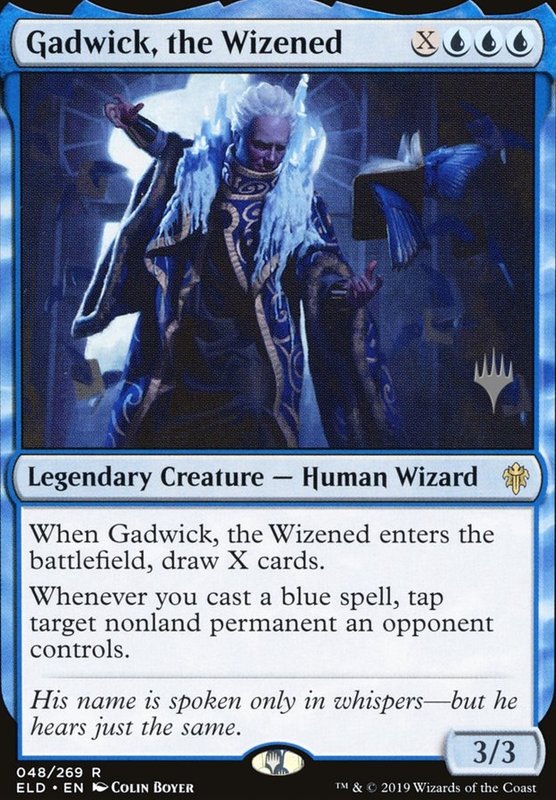 Gadwick, the Wizened X
Legendary Creature — Human Wizard
When Gadwick, the Wizened enters the
battlefield, draw X cards.
Whenever you cast a blue spell, tap
target nonland permanent an opponent
controls.
His name is spoken only in whispers—but he
hears just the same.
3/3
048/269 R
ELD • EN Colin Boyer
™ & © 2019 Wizards of the Coast